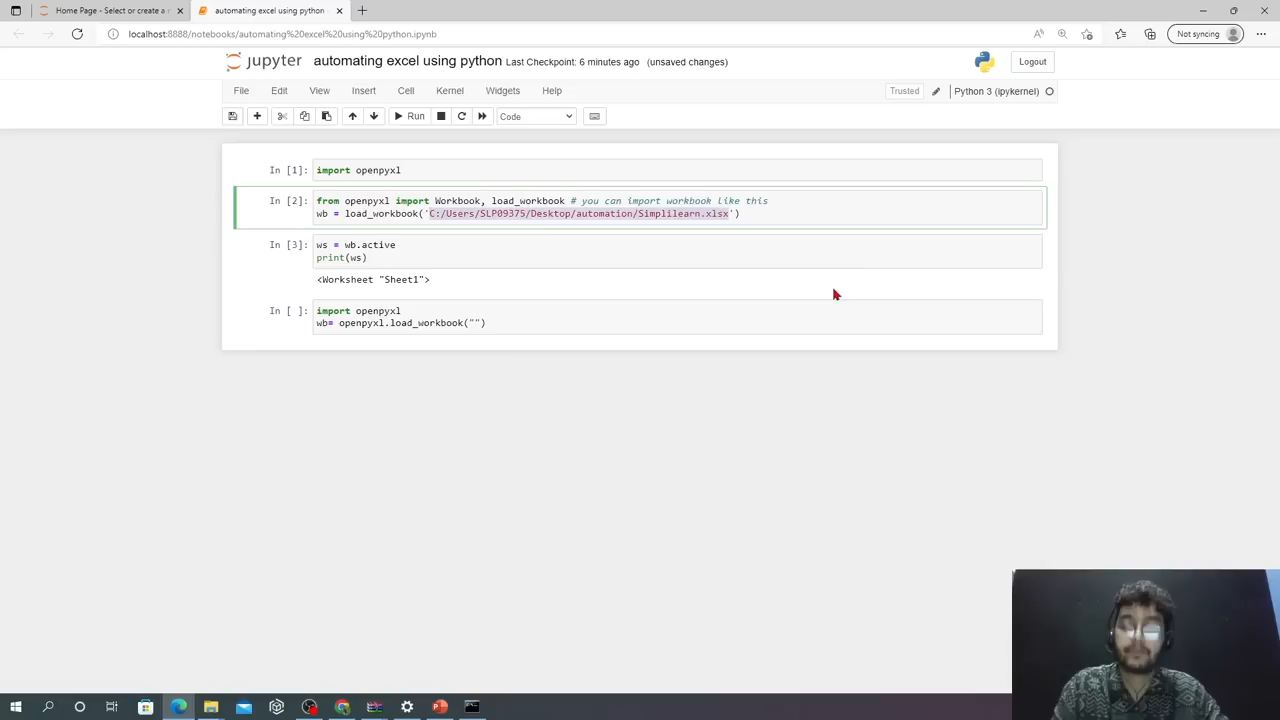 Home Page - Select or create a n
automating excel using python
localhost:8888/notebooks/automating%20excel%20using%20python.ipynb
Not syncing
jupyter automating excel using python Last Checkpoint: 6 minutes ago (unsaved changes)
Logout
File Edit View Insert Cell Kernel Widgets Help
Trusted Python 3 (ipykernel)
Run Code
In [1]: import openpyxl
In [2]: from openpyxl import Workbook, load_workbook # you can import workbook like this
wb = load_workbook('C:/Users/SLP09375/Desktop/automation/Simplilearn.xlsx')
In [3]: ws = wb.active
print(ws)
<Worksheet "Sheet1">
In [ ]: import openpyxl
wb= openpyxl.load_workbook("")